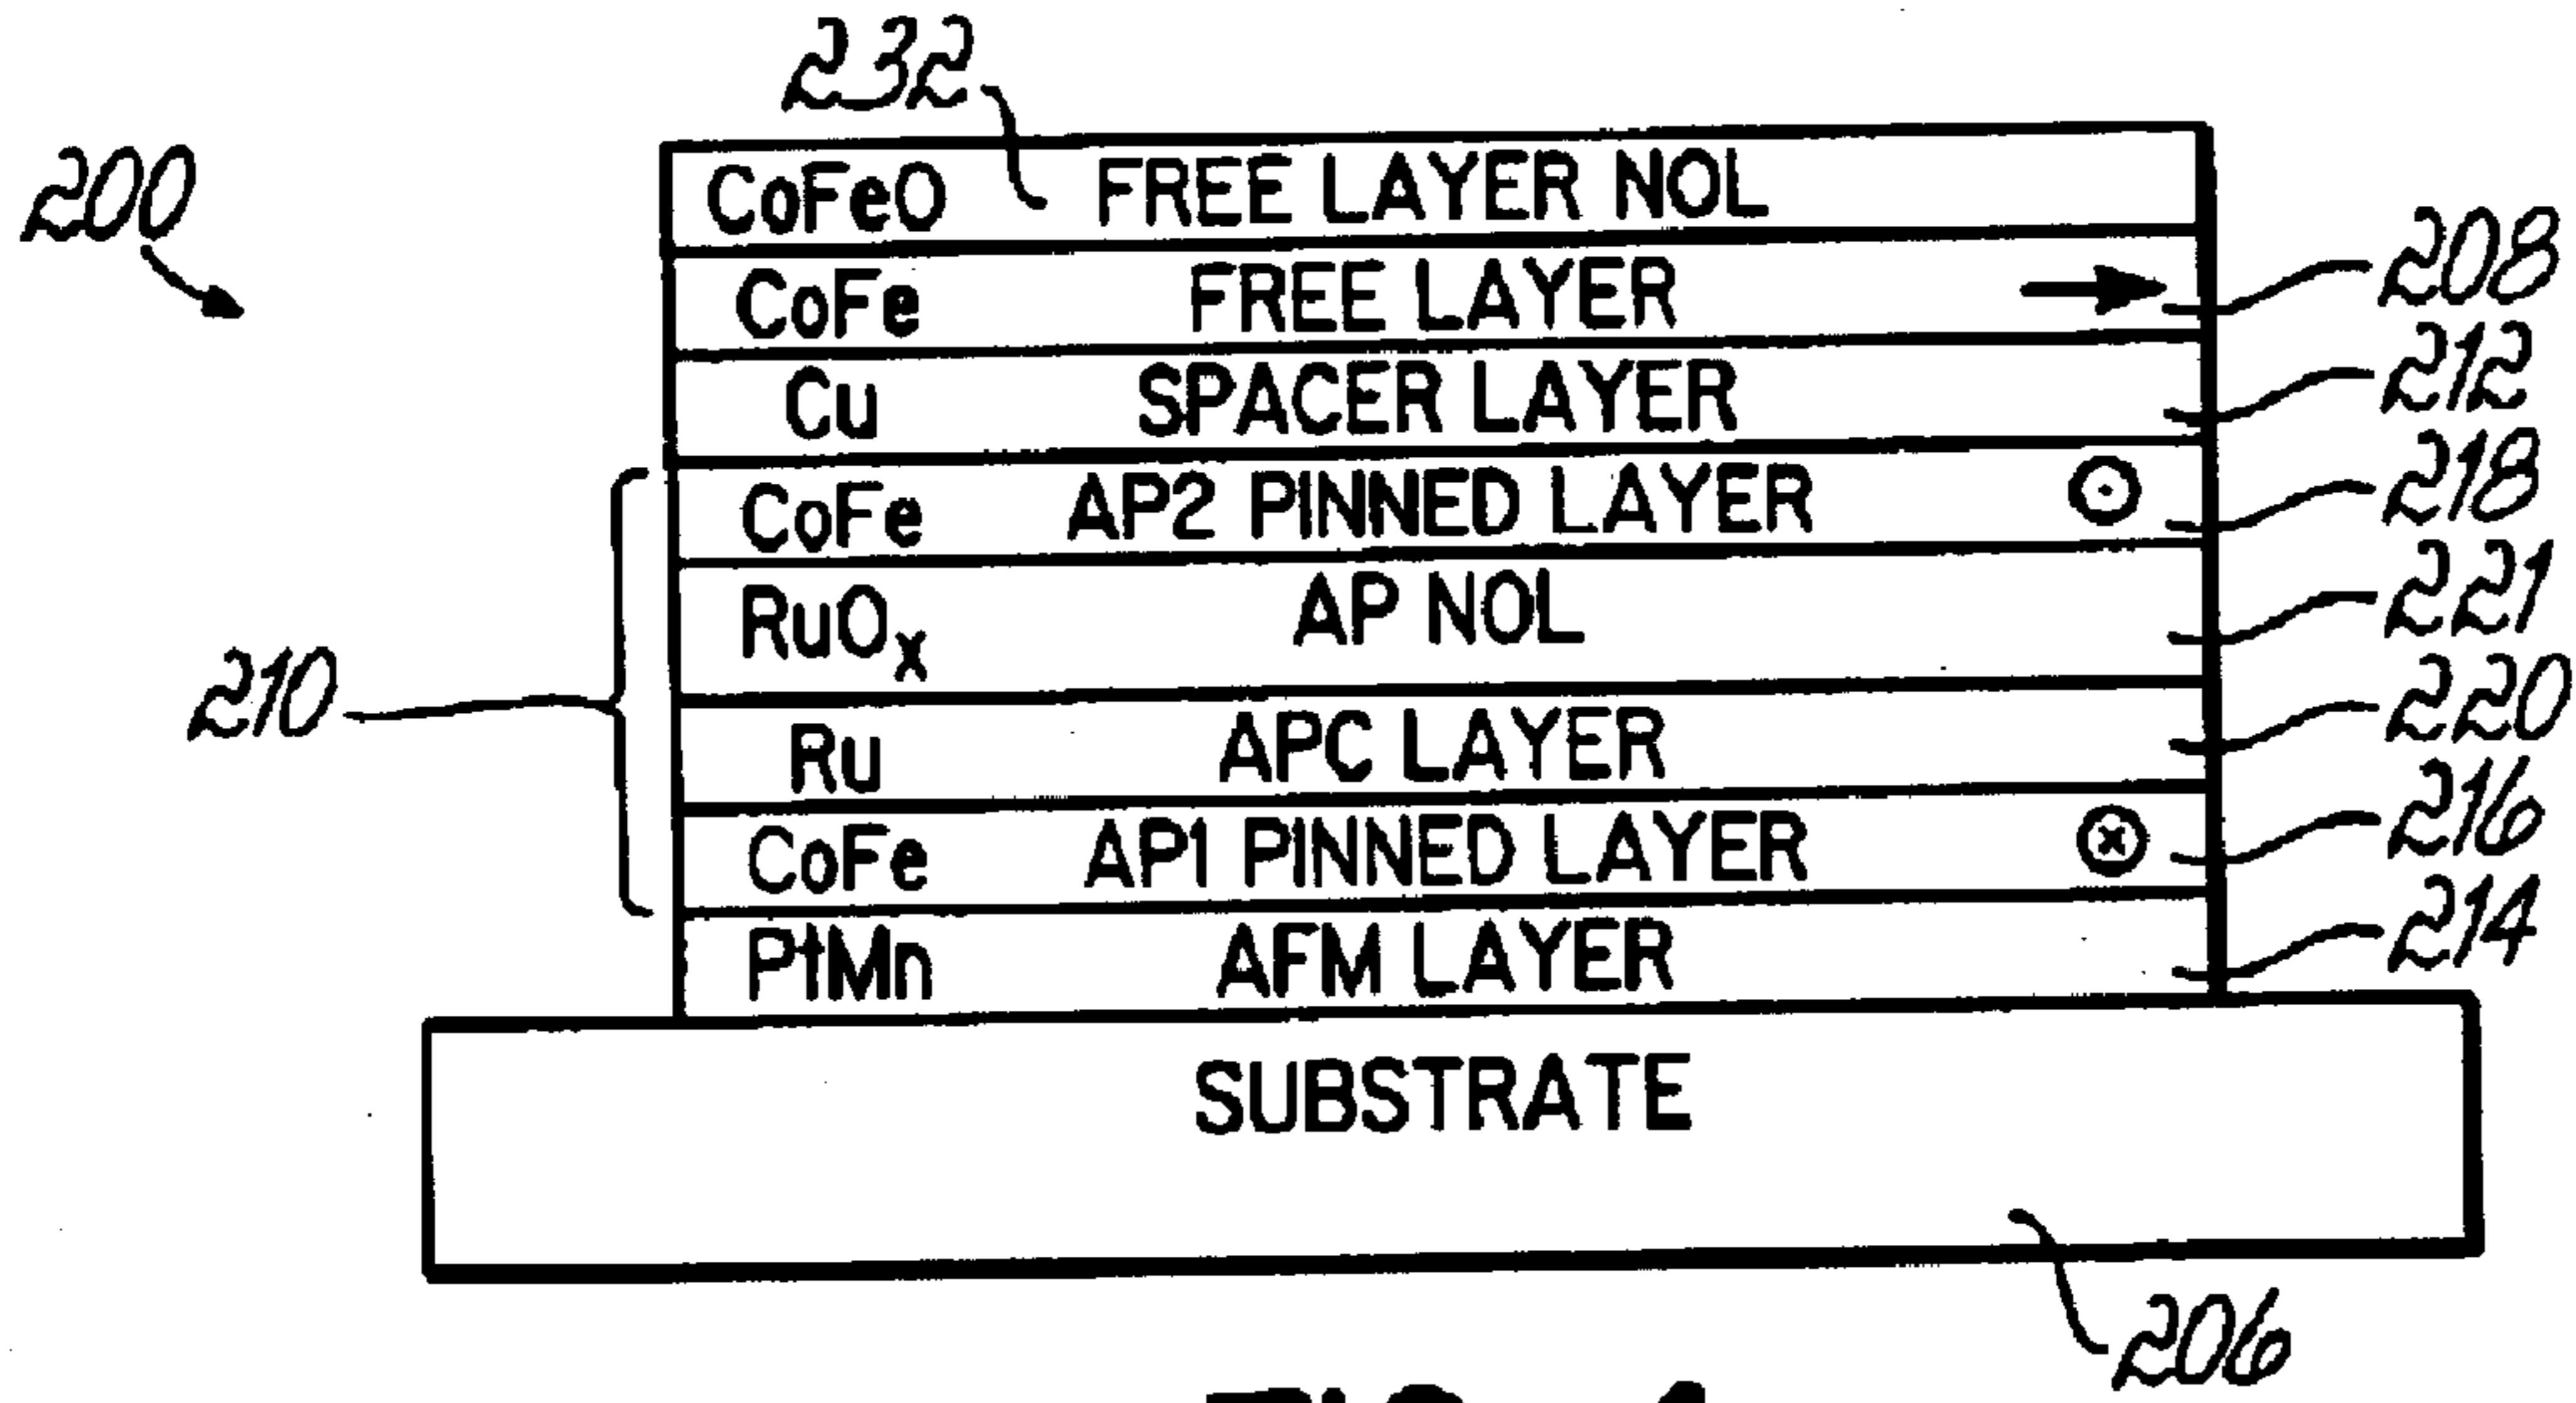 232
200
CoFeO FREE LAYER NOL
CoFe FREE LAYER 208
Cu SPACER LAYER 212
CoFe AP2 PINNED LAYER 218
RuOx AP NOL 221
210
Ru APC LAYER 220
CoFe AP1 PINNED LAYER 216
PtMn AFM LAYER 214
SUBSTRATE
206